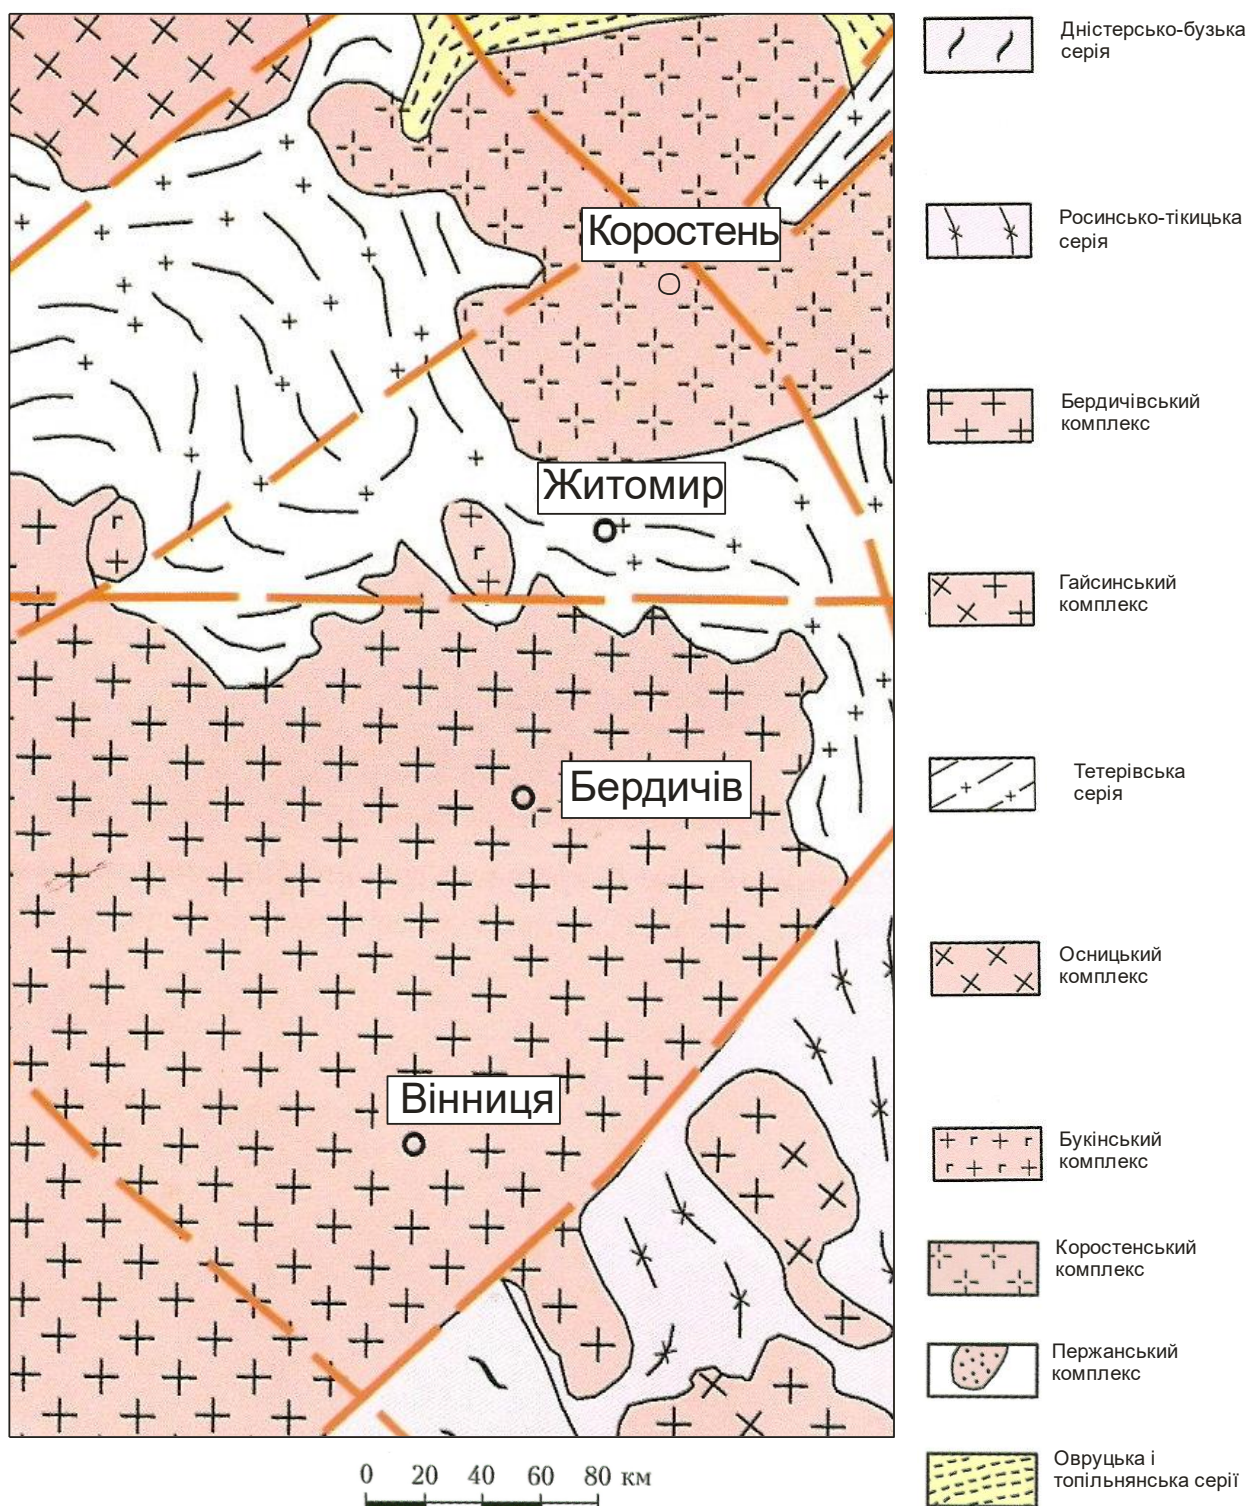 Коростень
Житомир
Бердичів
Вінниця
0 20 40 60 80 км
Дністерсько-бузька
серія
Росинсько-тікицька
серія
Бердичівський
комплекс
Гайсинський
комплекс
Тетерівська
серія
Осницький
комплекс
Букінський
комплекс
Коростенський
комплекс
Пержанський
комплекс
Овруцька і
топільнянська серії